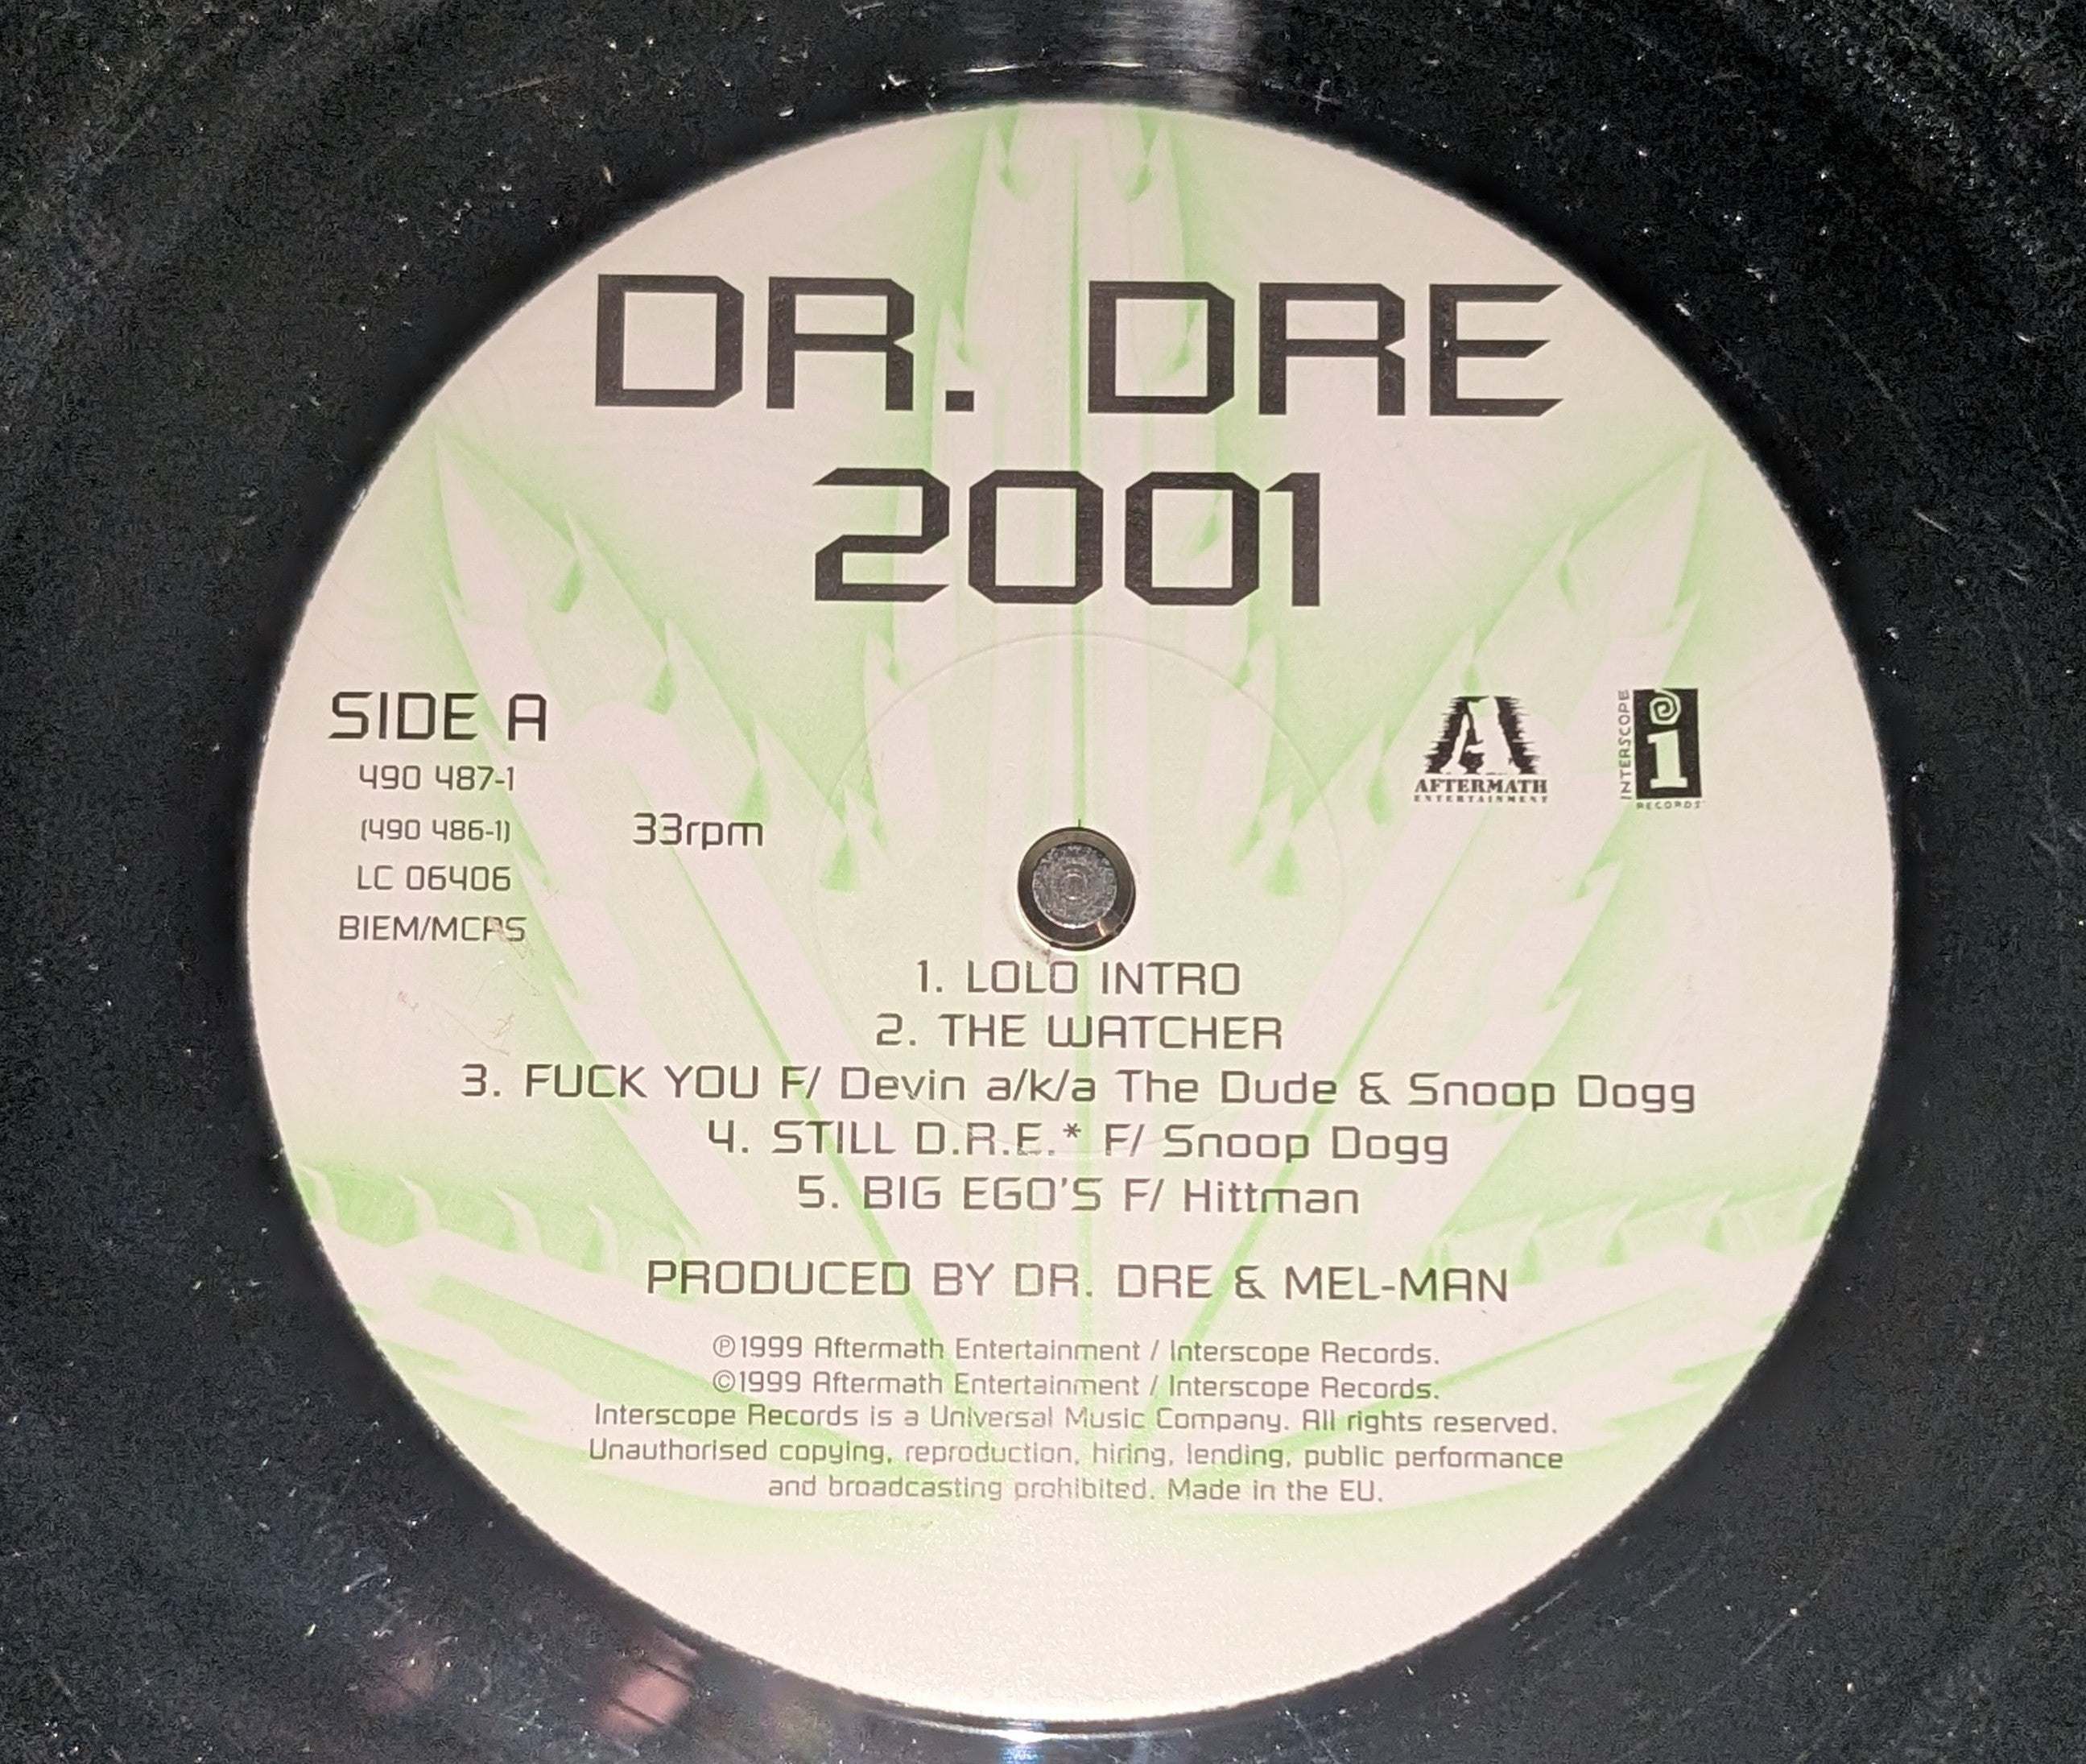 DR. DRE
2001
SIDE A
490 487-1
(490 486-1)
LC 06406
BIEM/MCPS
33rpm
AFTERMATH
ENTERTAINMENT
INTERSCOPE
i
RECORDS
1. LOLO INTRO
2. THE WATCHER
3. FUCK YOU F/ Devin a/k/a The Dude & Snoop Dogg
4. STILL D.R.E.* F/ Snoop Dogg
5. BIG EGO'S F/ Hittman
PRODUCED BY DR. DRE & MEL-MAN
℗1999 Aftermath Entertainment / Interscope Records.
©1999 Aftermath Entertainment / Interscope Records.
Interscope Records is a Universal Music Company. All rights reserved.
Unauthorised copying, reproduction, hiring, lending, public performance
and broadcasting prohibited. Made in the EU.